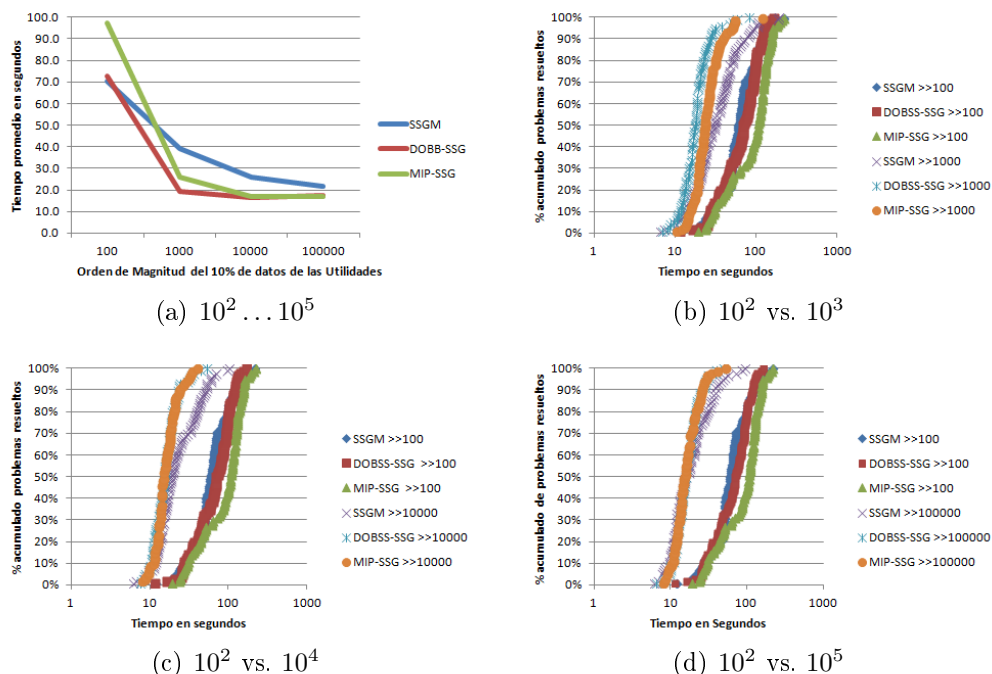 Tiempo promedio en segundos
100.0
90.0
80.0
70.0
60.0
50.0
40.0
30.0
20.0
10.0
0.0
100 1000 10000 100000
Orden de Magnitud del 10% de datos de las Utilidades
SSGM
DOBB-SSG
MIP-SSG
(a) 10² … 10⁵
% acumulado problemas resueltos
100%
90%
80%
70%
60%
50%
40%
30%
20%
10%
0%
1 10 100 1000
Tiempo en segundos
SSGM >>100
DOBSS-SSG >>100
MIP-SSG >>100
SSGM >>1000
DOBSS-SSG >>1000
MIP-SSG >>1000
(b) 10² vs. 10³
% acumulado problemas resueltos
100%
90%
80%
70%
60%
50%
40%
30%
20%
10%
0%
1 10 100 1000
Tiempo en segundos
SSGM >>100
DOBSS-SSG >>100
MIP-SSG >>100
SSGM >>10000
DOBSS-SSG >>10000
MIP-SSG >>10000
(c) 10² vs. 10⁴
% acumulado de problemas resueltos
100%
90%
80%
70%
60%
50%
40%
30%
20%
10%
0%
1 10 100 1000
Tiempo en Segundos
SSGM >>100
DOBSS-SSG >>100
MIP-SSG >>100
SSGM >>100000
DOBSS-SSG >>100000
MIP-SSG >>100000
(d) 10² vs. 10⁵